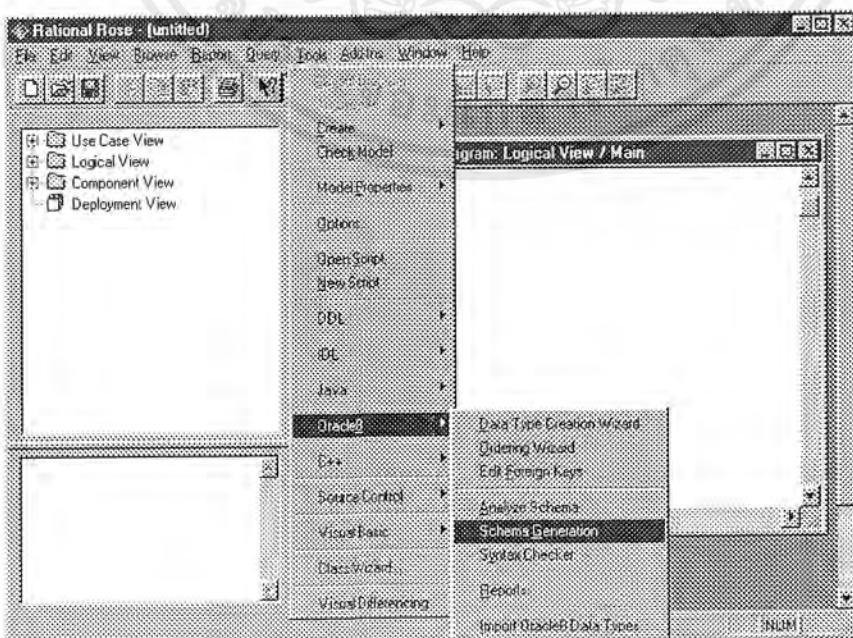 Rational Rose - (untitled)
File Edit View Browse Report Query Tools Add-Ins Window Help
Use Case View
Logical View
Component View
Deployment View
Create
Check Model
Model Properties
Options...
Open Script
New Script
DDL
IDL
Java
Oracle8
C++
Source Control
Visual Basic
Class Wizard...
Visual Differencing
gram: Logical View / Main
Data Type Creation Wizard
Ordering Wizard
Edit Foreign Keys
Analyze Schema
Schema Generation
Syntax Checker
Reports
Import Oracle8 Data Types
NUM